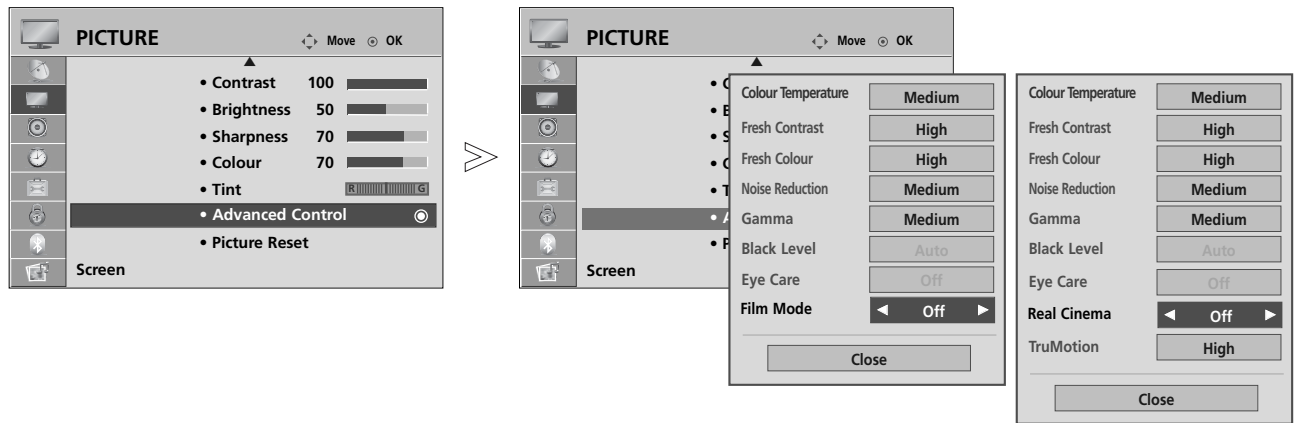 PICTURE
Move OK
• Contrast 100
• Brightness 50
• Sharpness 70
• Colour 70
• Tint R G
• Advanced Control
• Picture Reset
Screen
PICTURE
Move OK
Screen
Colour Temperature Medium
Fresh Contrast High
Fresh Colour High
Noise Reduction Medium
Gamma Medium
Black Level Auto
Eye Care Off
Film Mode Off
Close
Colour Temperature Medium
Fresh Contrast High
Fresh Colour High
Noise Reduction Medium
Gamma Medium
Black Level Auto
Eye Care Off
Real Cinema Off
TruMotion High
Close